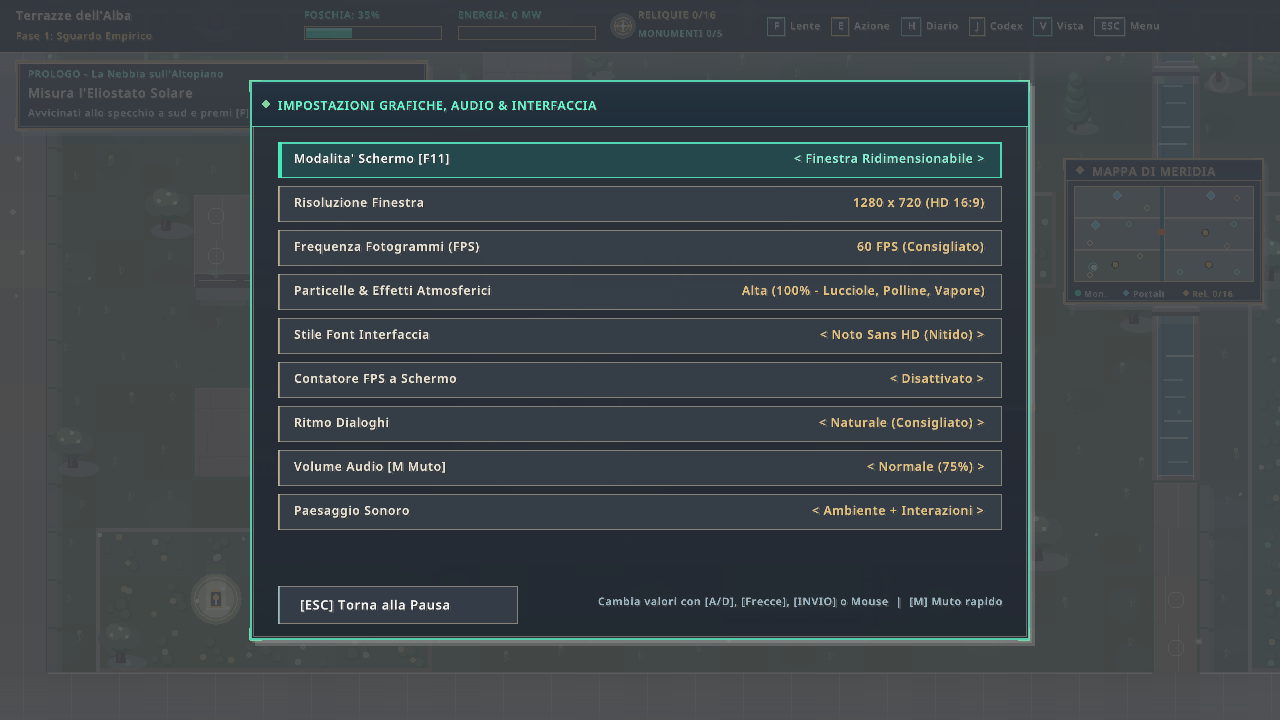 Terrazze dell'Alba
Fase 1: Sguardo Empirico
FOSCHIA: 35%
ENERGIA: 0 MW
RELIQUIE 0/16
MONUMENTI 0/5
F Lente
E Azione
H Diario
J Codex
V Vista
ESC Menu
PROLOGO - La Nebbia sull'Altopiano
Misura l'Eliostato Solare
Avvicinati allo specchio a sud e premi [F]
IMPOSTAZIONI GRAFICHE, AUDIO & INTERFACCIA
Modalita' Schermo [F11] < Finestra Ridimensionabile >
Risoluzione Finestra 1280 x 720 (HD 16:9)
Frequenza Fotogrammi (FPS) 60 FPS (Consigliato)
Particelle & Effetti Atmosferici Alta (100% - Lucciole, Polline, Vapore)
Stile Font Interfaccia < Noto Sans HD (Nitido) >
Contatore FPS a Schermo < Disattivato >
Ritmo Dialoghi < Naturale (Consigliato) >
Volume Audio [M Muto] < Normale (75%) >
Paesaggio Sonoro < Ambiente + Interazioni >
[ESC] Torna alla Pausa
Cambia valori con [A/D], [Frecce], [INVIO] o Mouse | [M] Muto rapido
MAPPA DI MERIDIA
Mon. Portali Rel. 0/16